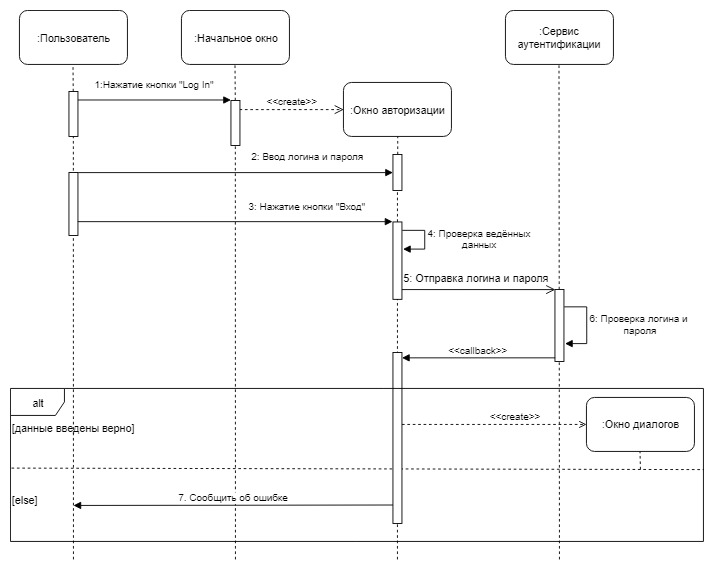 :Пользователь
:Начальное окно
:Сервис
аутентификации
1:Нажатие кнопки "Log In"
<<create>>
:Окно авторизации
2: Ввод логина и пароля
3: Нажатие кнопки "Вход"
4: Проверка ведённых
данных
5: Отправка логина и пароля
6: Проверка логина и
пароля
<<callback>>
alt
[данные введены верно]
<<create>>
:Окно диалогов
[else]
7. Сообщить об ошибке